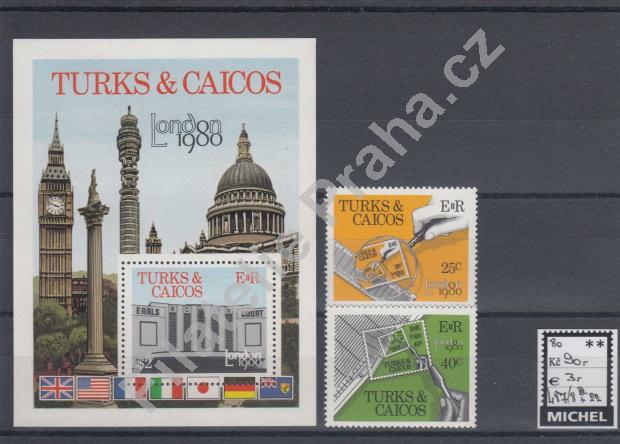 TURKS & CAICOS
London
1980
TURKS &
CAICOS
EIIR
EARLS COURT
$2
London
1980
TURKS &
CAICOS
EIIR
25c
London
1980
EIIR
London
1980
40c
TURKS &
CAICOS
80 **
Kč 90,-
€ 3,-
MICHEL
Filatelie Praha.cz